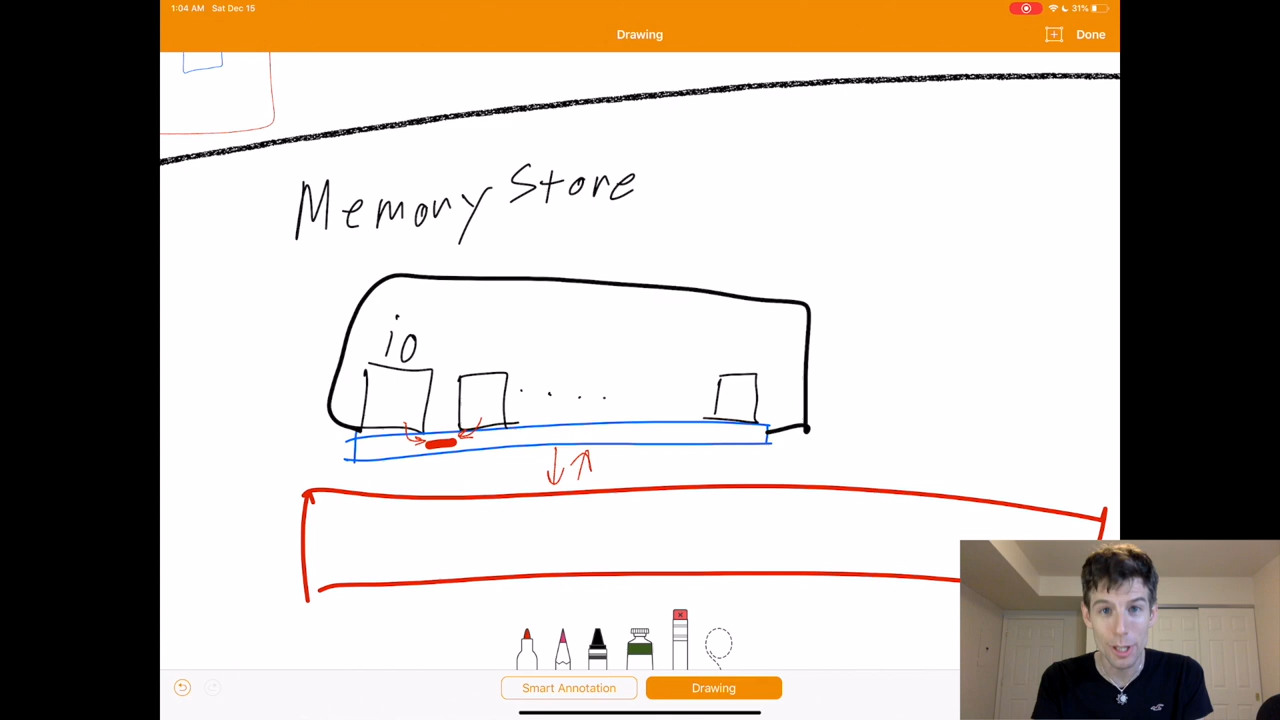 1:04 AM Sat Dec 15
31%
Drawing
Done
Memory Store
io
. . . .
Smart Annotation
Drawing